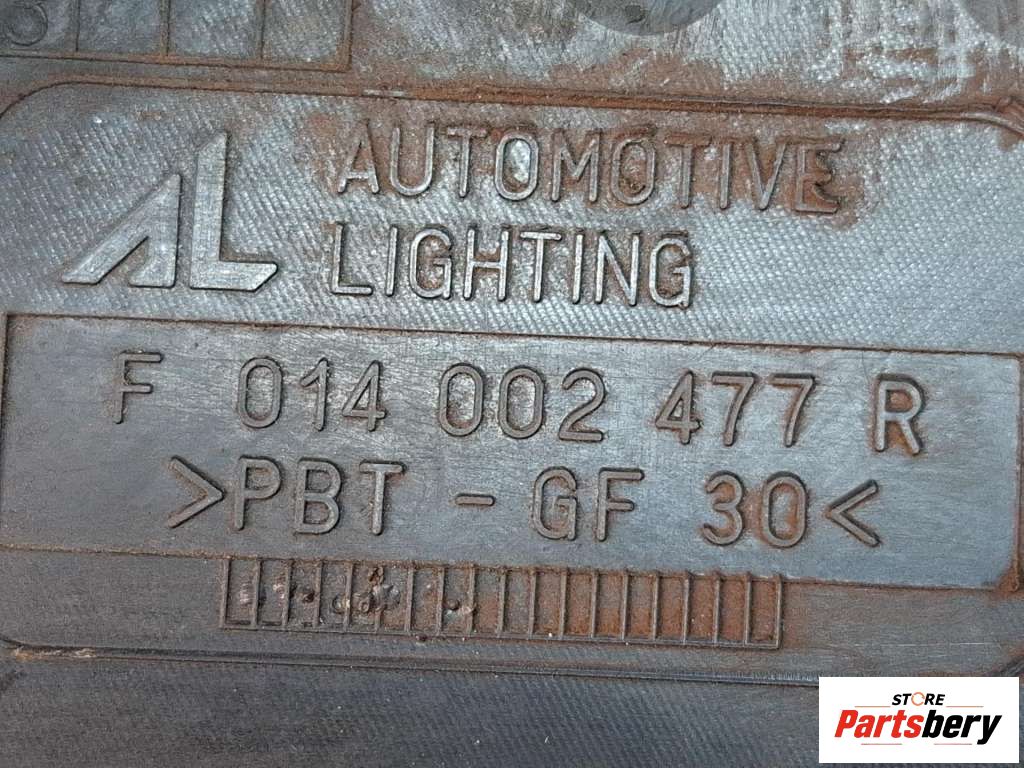 AL AUTOMOTIVE
LIGHTING
F 014 002 477 R
>PBT - GF 30<
STORE
Partsbery